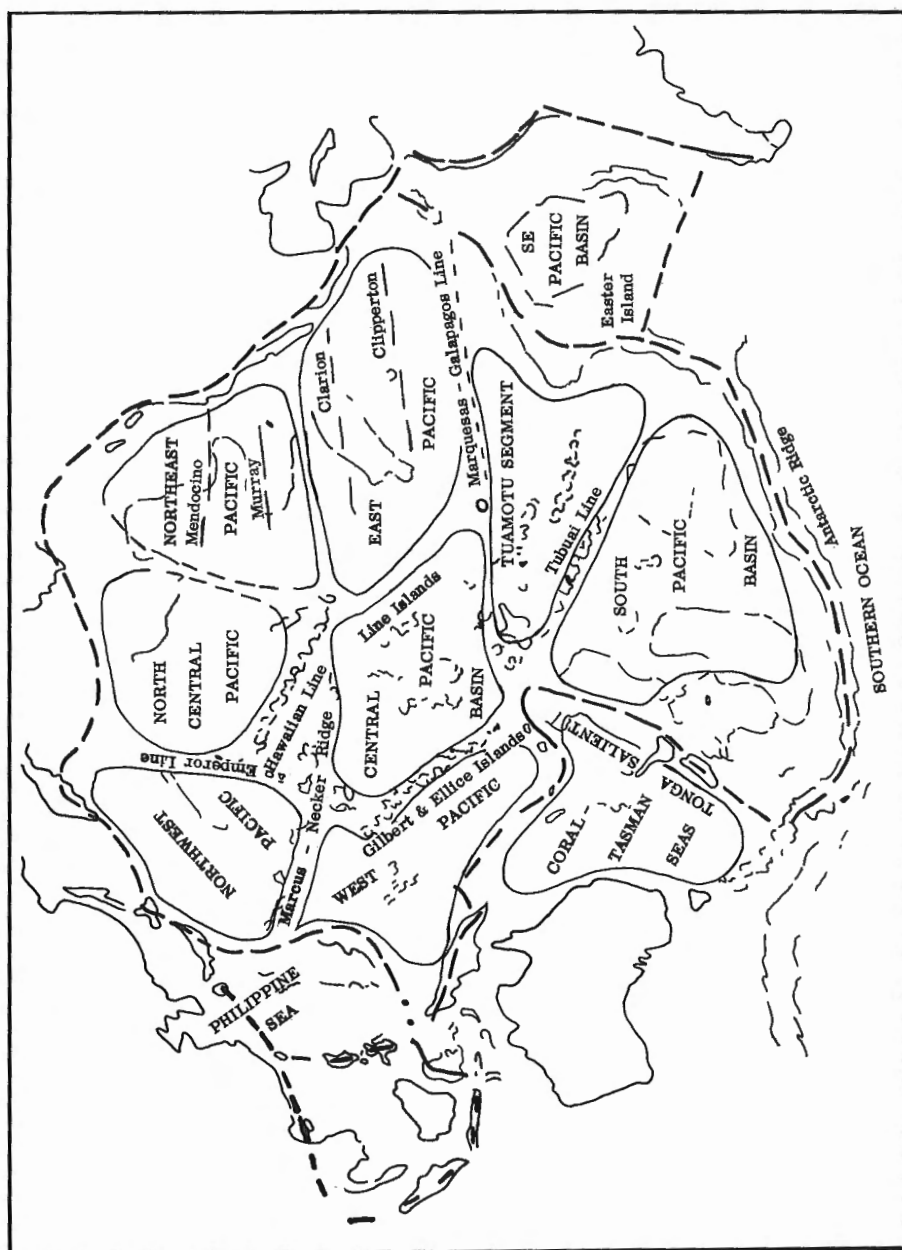 NORTHEAST
Mendocino
PACIFIC
Murray
NORTH
CENTRAL
PACIFIC
Emperor Line
Hawaiian Line
NORTHWEST
PACIFIC
Marcus - Necker Ridge
Clarion
Clipperton
EAST
PACIFIC
Marquesas - Galapagos Line
Line Islands
CENTRAL
PACIFIC
BASIN
Gilbert & Ellice Islands
WEST
PACIFIC
PHILIPPINE
SEA
SE
PACIFIC
BASIN
Easter
Island
TUAMOTU SEGMENT
Tubuai Line
SOUTH
PACIFIC
BASIN
TONGA SALIENT
CORAL
TASMAN
SEAS
Antarctic Ridge
SOUTHERN OCEAN